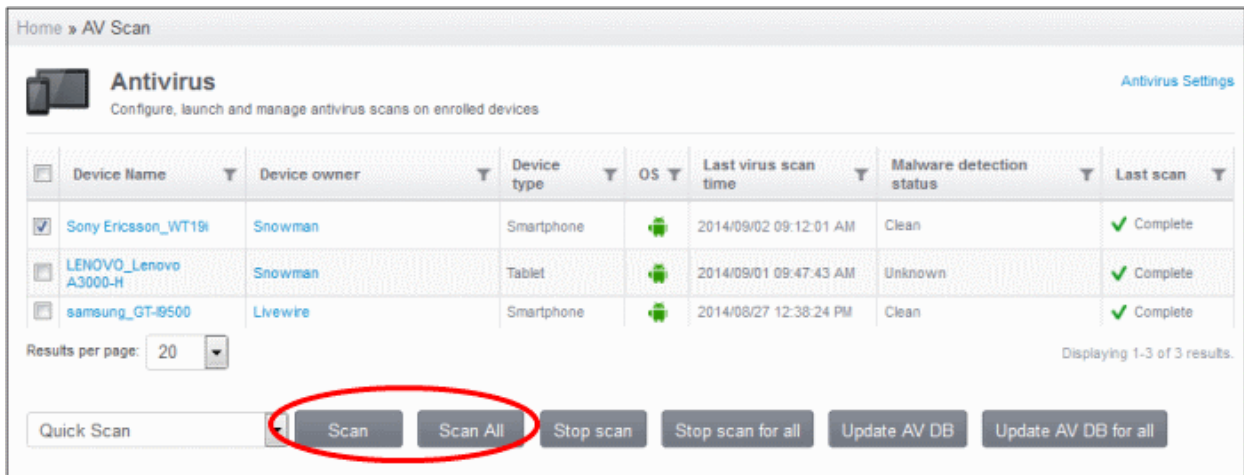 Home » AV Scan
Antivirus
Antivirus Settings
Configure, launch and manage antivirus scans on enrolled devices
Device Name Device owner Device type OS Last virus scan time Malware detection status Last scan
Sony Ericsson_WT19i Snowman Smartphone 2014/09/02 09:12:01 AM Clean Complete
LENOVO_Lenovo A3000-H Snowman Tablet 2014/09/01 09:47:43 AM Unknown Complete
samsung_GT-I9500 Livewire Smartphone 2014/08/27 12:38:24 PM Clean Complete
Results per page: 20 Displaying 1-3 of 3 results.
Quick Scan Scan Scan All Stop scan Stop scan for all Update AV DB Update AV DB for all